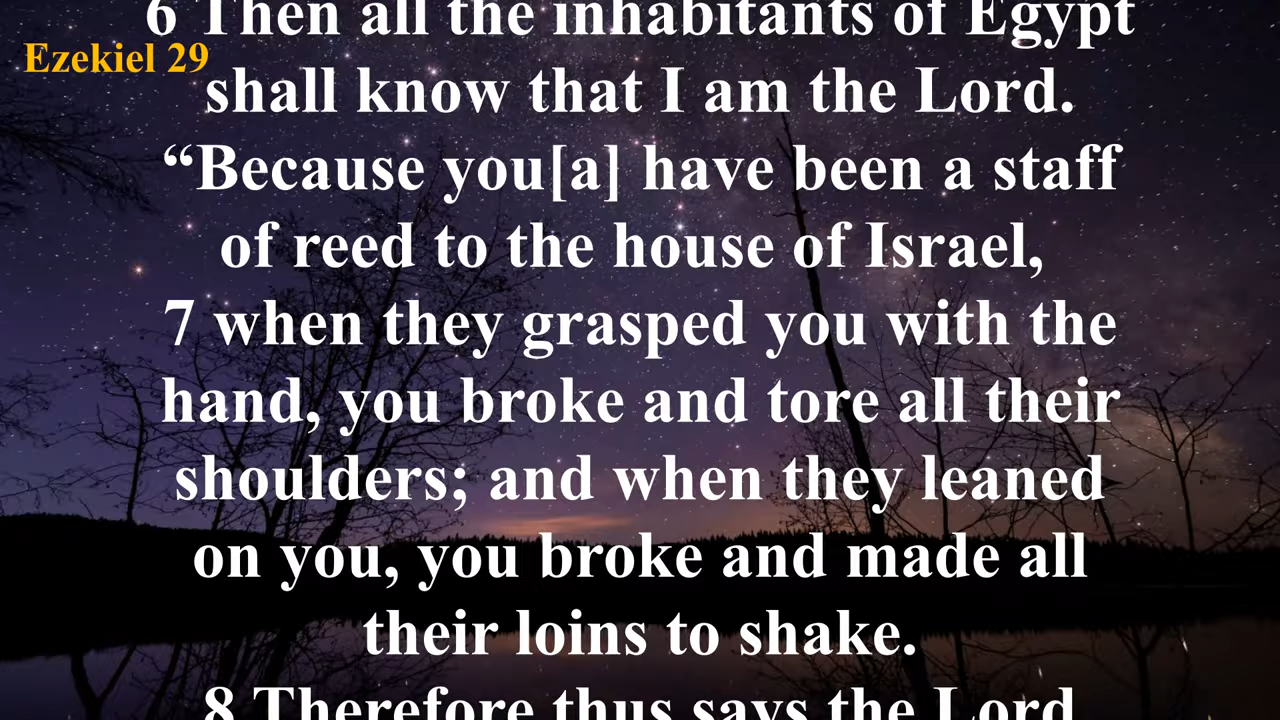 6 Then all the inhabitants of Egypt
Ezekiel 29
shall know that I am the Lord.
“Because you[a] have been a staff
of reed to the house of Israel,
7 when they grasped you with the
hand, you broke and tore all their
shoulders; and when they leaned
on you, you broke and made all
their loins to shake.
8 Therefore thus says the Lord